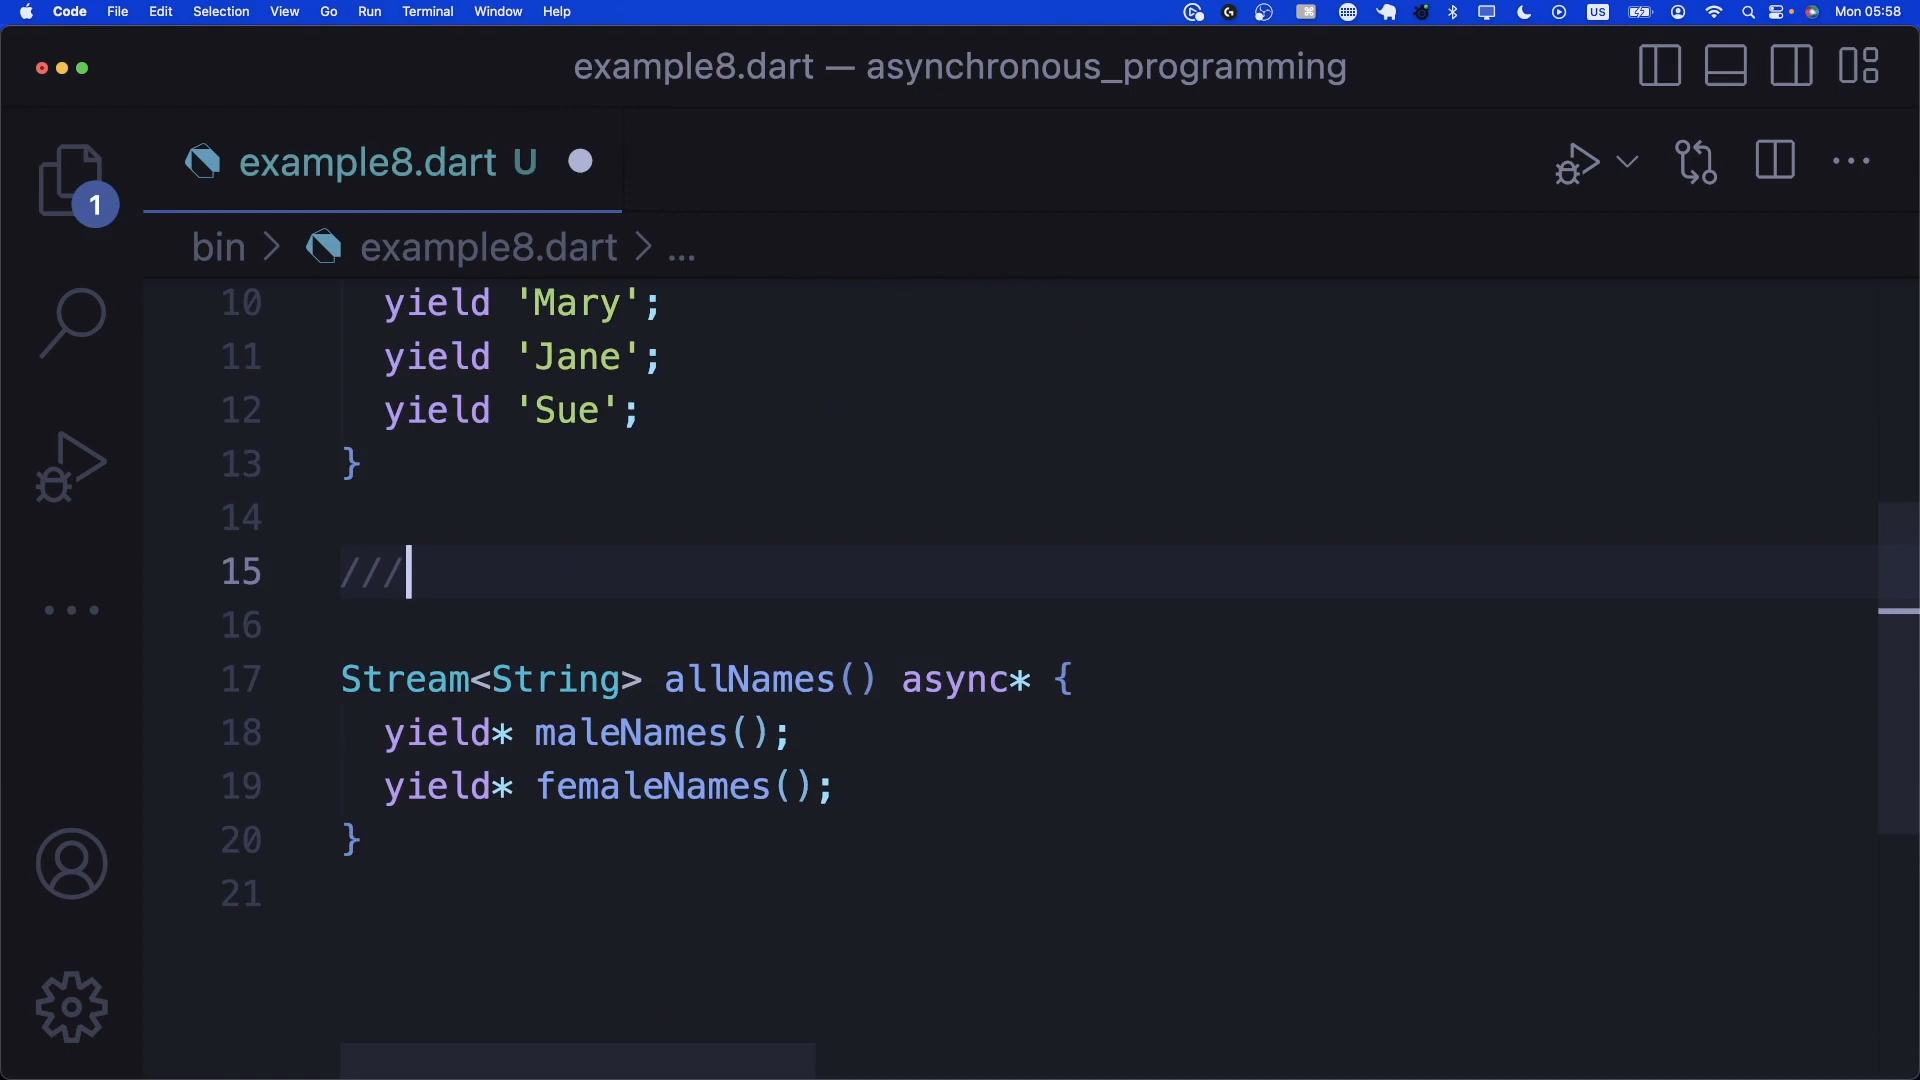 Code File Edit Selection View Go Run Terminal Window Help US Mon 05:58
example8.dart — asynchronous_programming
example8.dart U
1
bin > example8.dart > ...
10 yield 'Mary';
11 yield 'Jane';
12 yield 'Sue';
13 }
14
15 ///
16
17 Stream<String> allNames() async* {
18 yield* maleNames();
19 yield* femaleNames();
20 }
21